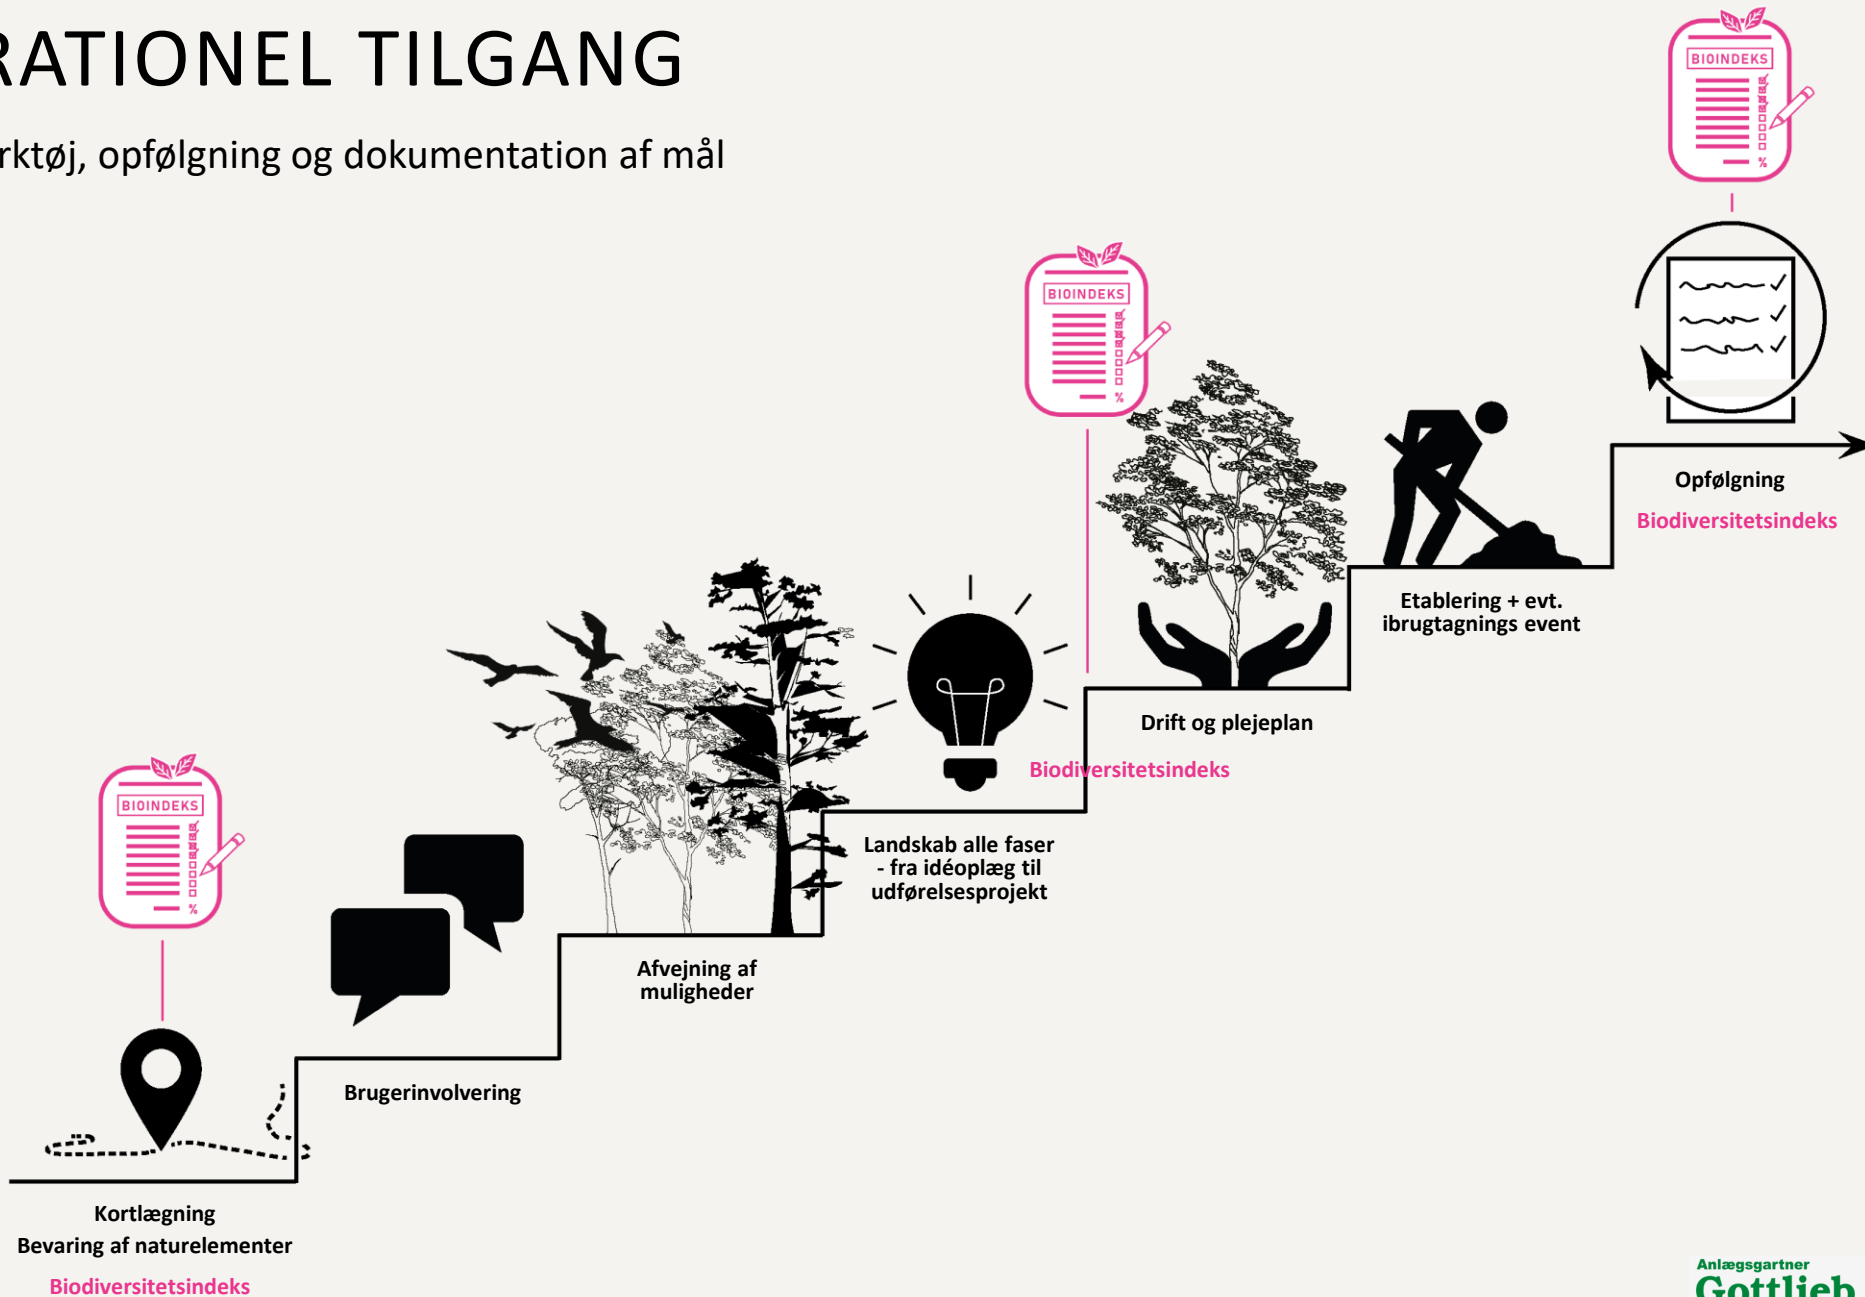 RATIONEL TILGANG
rktøj, opfølgning og dokumentation af mål
BIOINDEKS
%
BIOINDEKS
%
Opfølgning
Biodiversitetsindeks
Etablering + evt.
ibrugtagnings event
Drift og plejeplan
Biodiversitetsindeks
Landskab alle faser
- fra idéoplæg til
udførelsesprojekt
BIOINDEKS
%
Afvejning af
muligheder
Brugerinvolvering
Kortlægning
Bevaring af naturelementer
Biodiversitetsindeks
Anlægsgartner
Gottlieb